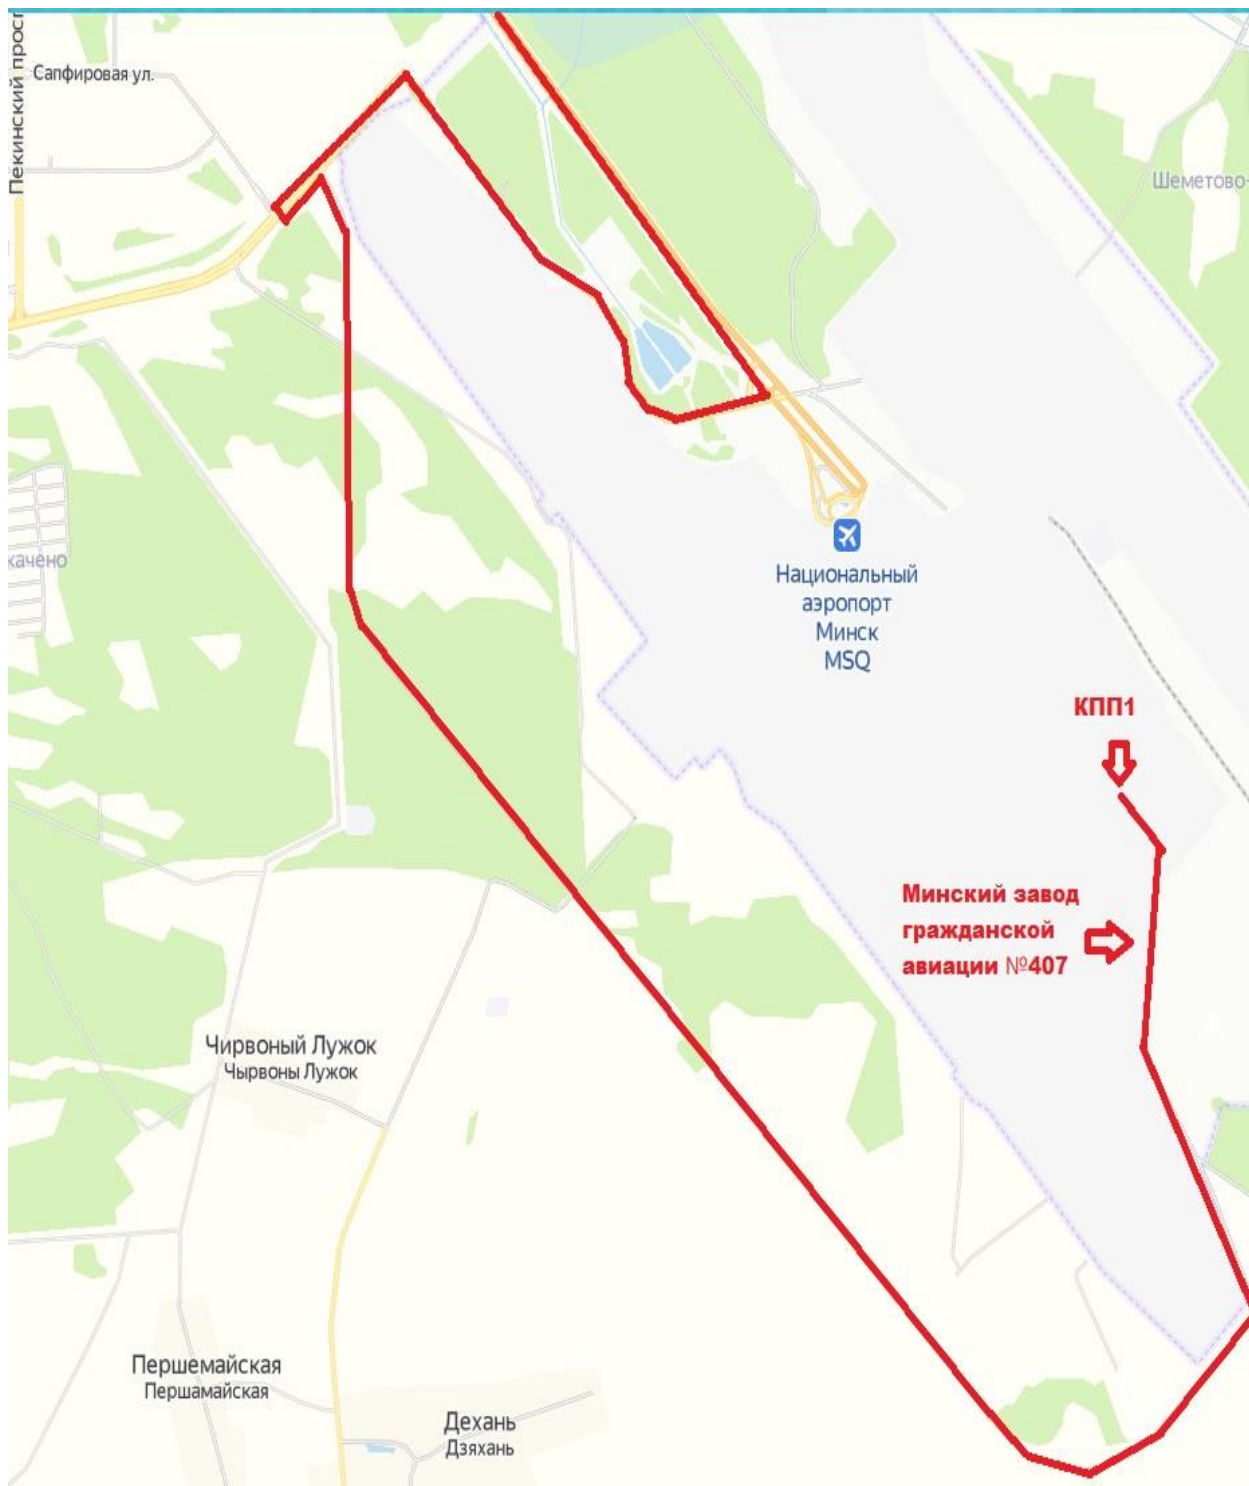 Пекинский прос
Сапфировая ул.
Шеметово-
качено
Национальный
аэропорт
Минск
MSQ
КПП1
Минский завод
гражданской
авиации №407
Чирвоный Лужок
Чырвоны Лужок
Першемайская
Першамайская
Дехань
Дзяхань